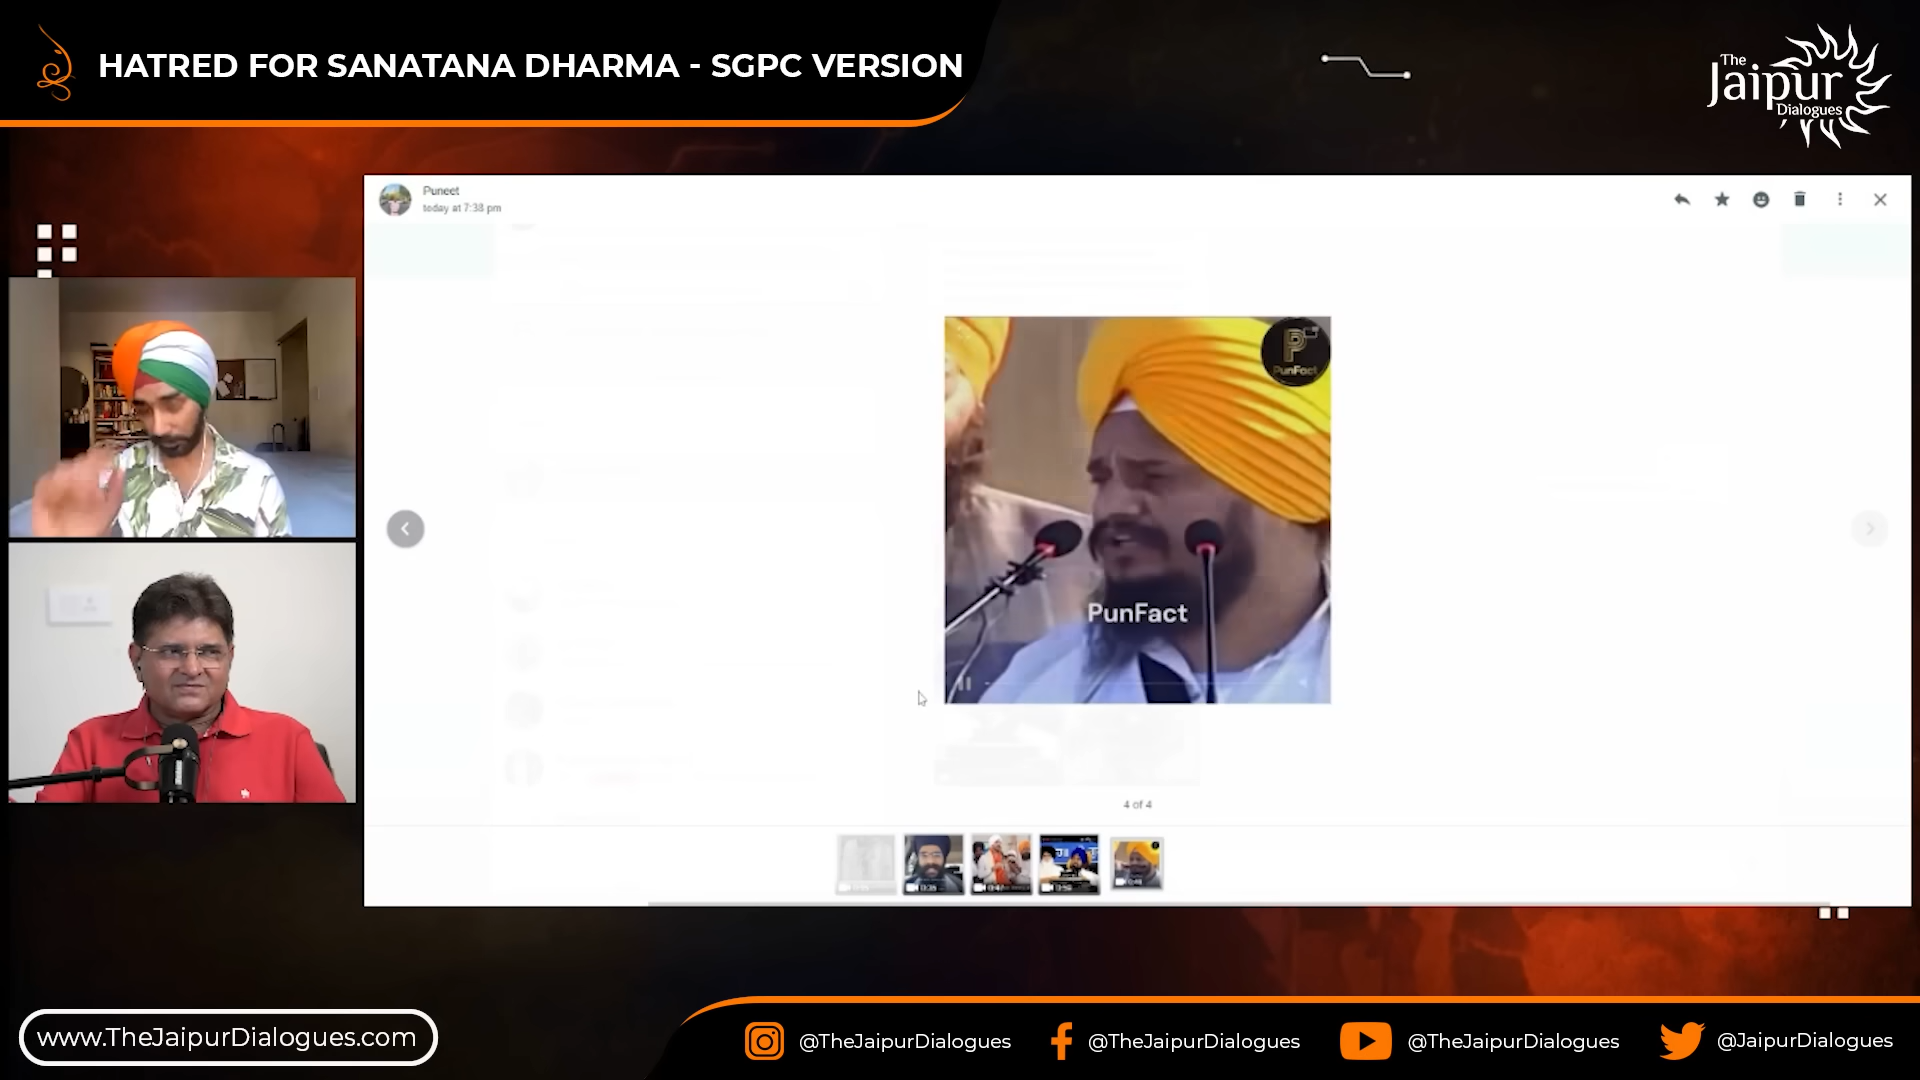 HATRED FOR SANATANA DHARMA - SGPC VERSION
The
Jaipur
Dialogues
Puneet
today at 7:38 pm
P
PunFact
PunFact
4 of 4
www.TheJaipurDialogues.com
@TheJaipurDialogues
@TheJaipurDialogues
@TheJaipurDialogues
@JaipurDialogues